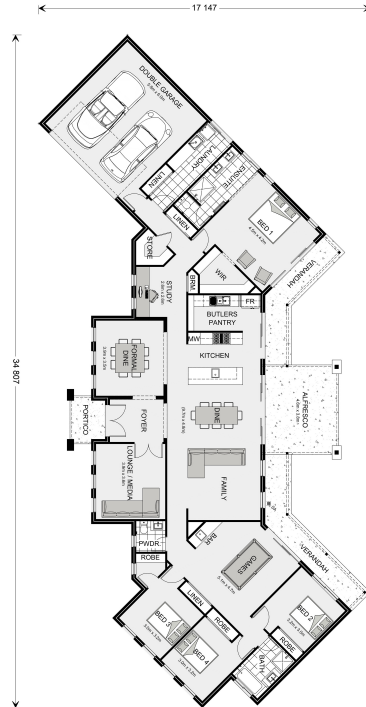 17 147
34 807
DOUBLE GARAGE
LAUNDRY
ENSUITE
LINEN
LINEN
BED 1
VERANDAH
STORE
WIR
STUDY
BRM.
BUTLERS
PANTRY
FR
MW
KITCHEN
FORMAL
DINE
DINE
ALFRESCO
PORTICO
FOYER
LOUNGE / MEDIA
FAMILY
PWDR.
BAR
ROBE
GAMES
VERANDAH
LINEN
BED 3
ROBE
BED 2
BED 4
ROBE
BATH